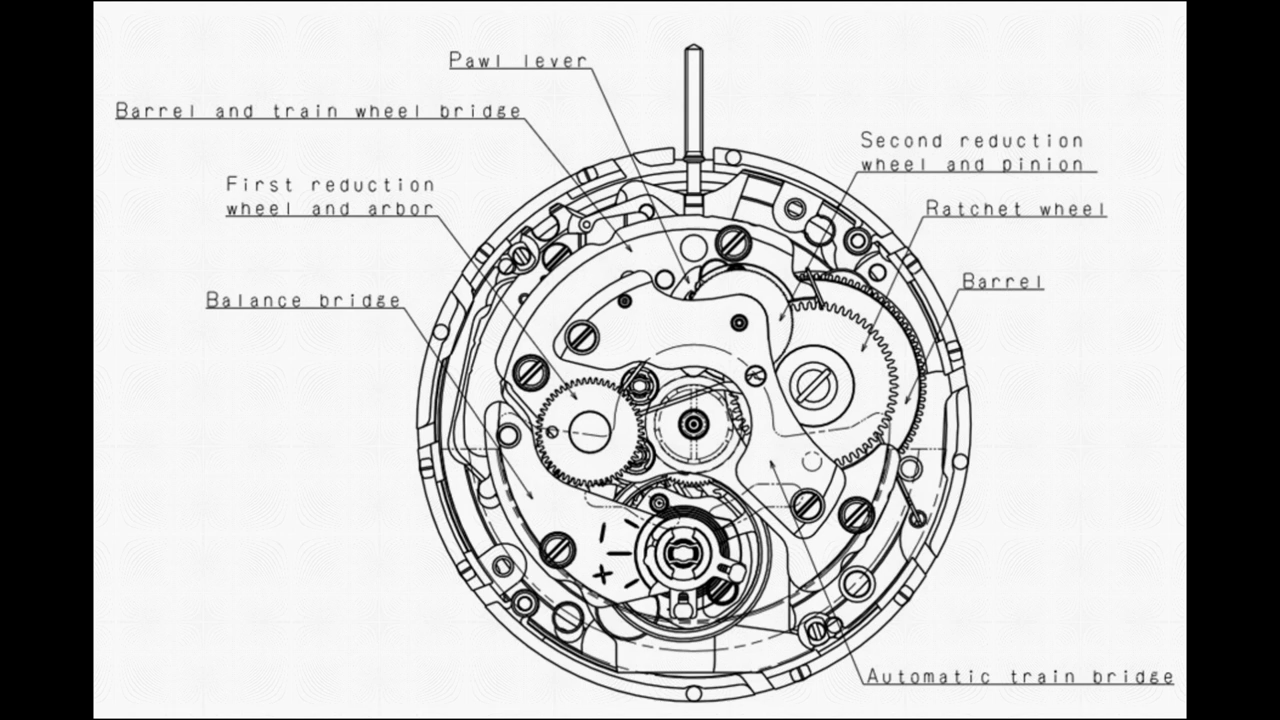 Pawl lever
Barrel and train wheel bridge
First reduction
wheel and arbor
Balance bridge
Second reduction
wheel and pinion
Ratchet wheel
Barrel
Automatic train bridge